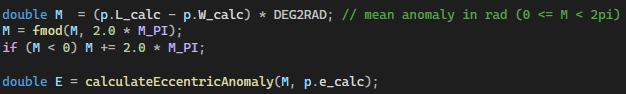 double M  = (p.L_calc - p.W_calc) * DEG2RAD; // mean anomaly in rad (0 <= M < 2pi)
M = fmod(M, 2.0 * M_PI);
if (M < 0) M += 2.0 * M_PI;
double E = calculateEccentricAnomaly(M, p.e_calc);